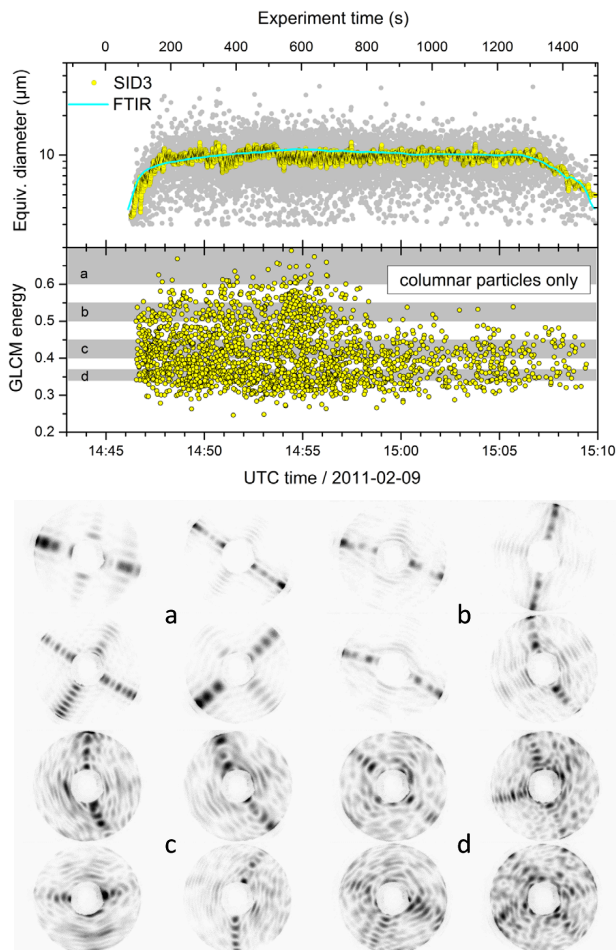 Experiment time (s)
0 200 400 600 800 1000 1200 1400
Equiv. diameter (µm)
SID3
FTIR
10
GLCM energy
a
columnar particles only
0.6
b
0.5
c
0.4
d
0.3
0.2
14:45 14:50 14:55 15:00 15:05 15:10
UTC time / 2011-02-09
a b
c d